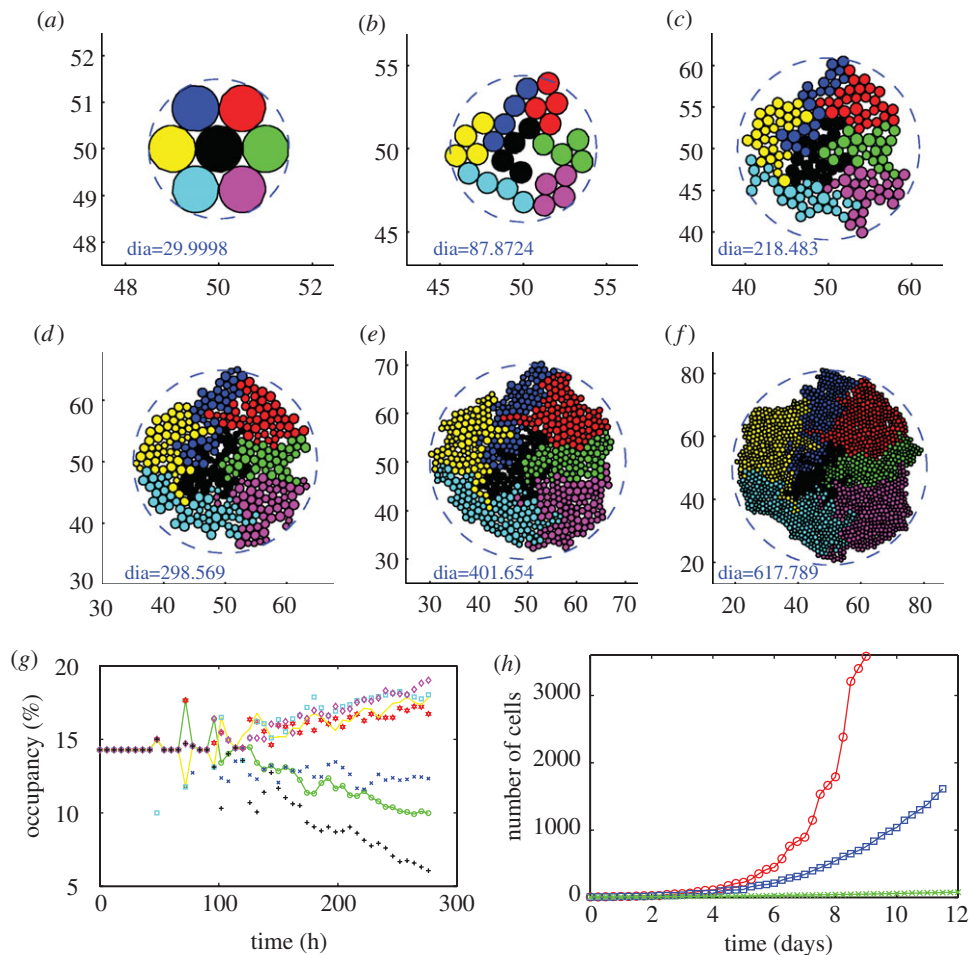 (a)
52
51
50
49
48
dia=29.9998
48 50 52
(b)
55
50
45
dia=87.8724
45 50 55
(c)
60
55
50
45
40
dia=218.483
40 50 60
(d)
60
50
40
30
dia=298.569
30 40 50 60
(e)
70
60
50
40
30
dia=401.654
30 40 50 60 70
(f)
80
60
40
20
dia=617.789
20 40 60 80
(g)
20
15
10
5
occupancy (%)
0 100 200 300
time (h)
(h)
3000
1000
0
number of cells
0 2 4 6 8 10 12
time (days)